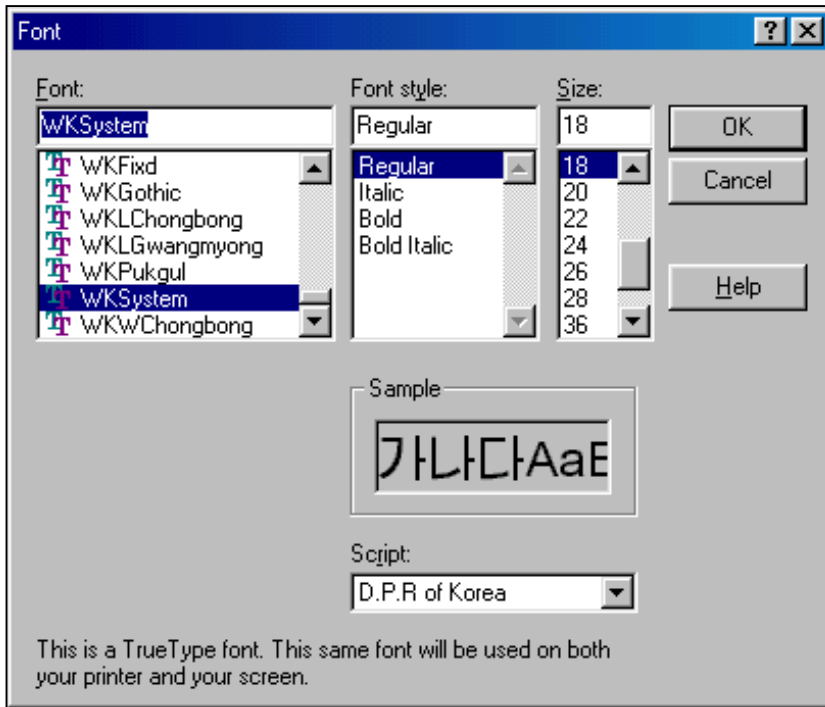 Font
Font:
WKSystem
WKFixd
WKGothic
WKLChongbong
WKLGwangmyong
WKPukgul
WKSystem
WKWChongbong
Font style:
Regular
Regular
Italic
Bold
Bold Italic
Size:
18
18
20
22
24
26
28
36
OK
Cancel
Help
Sample
가나다AaB
Script:
D.P.R of Korea
This is a TrueType font. This same font will be used on both
your printer and your screen.